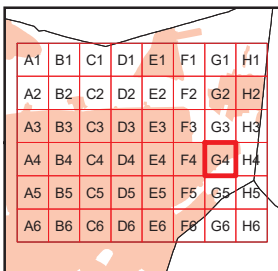 A1 B1 C1 D1 E1 F1 G1 H1
A2 B2 C2 D2 E2 F2 G2 H2
A3 B3 C3 D3 E3 F3 G3 H3
A4 B4 C4 D4 E4 F4 G4 H4
A5 B5 C5 D5 E5 F5 G5 H5
A6 B6 C6 D6 E6 F6 G6 H6